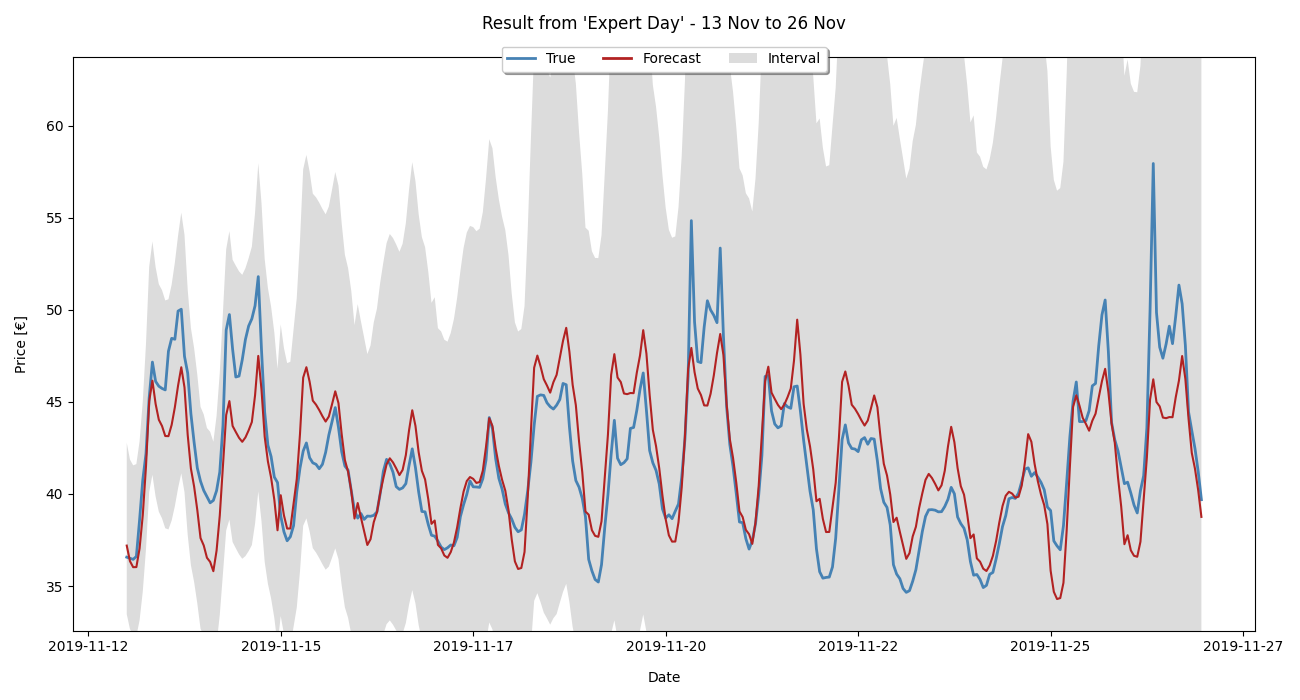 Result from 'Expert Day' - 13 Nov to 26 Nov
True Forecast Interval
60
55
50
45
40
35
Price [€]
2019-11-12 2019-11-15 2019-11-17 2019-11-20 2019-11-22 2019-11-25 2019-11-27
Date